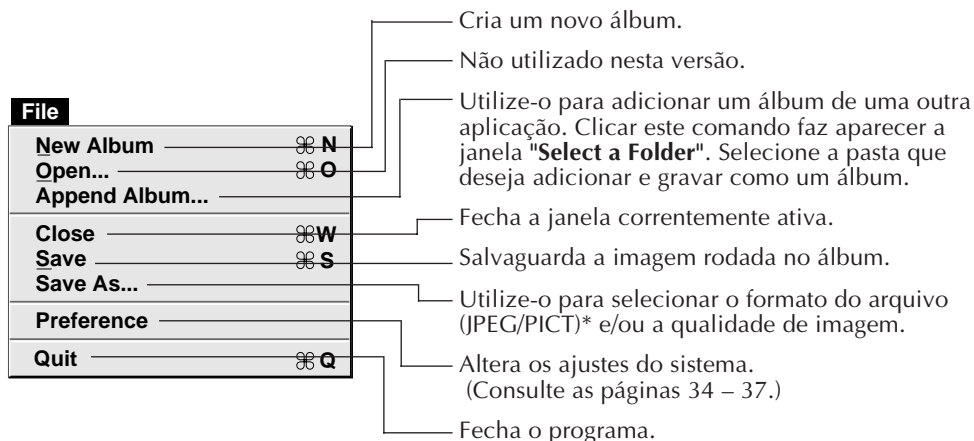 File
New Album ⌘ N
Open... ⌘ O
Append Album...
Close ⌘ W
Save ⌘ S
Save As...
Preference
Quit ⌘ Q
Cria um novo álbum.
Não utilizado nesta versão.
Utilize-o para adicionar um álbum de uma outra
aplicação. Clicar este comando faz aparecer a
janela "Select a Folder". Selecione a pasta que
deseja adicionar e gravar como um álbum.
Fecha a janela correntemente ativa.
Salvaguarda a imagem rodada no álbum.
Utilize-o para selecionar o formato do arquivo
(JPEG/PICT)* e/ou a qualidade de imagem.
Altera os ajustes do sistema.
(Consulte as páginas 34 – 37.)
Fecha o programa.